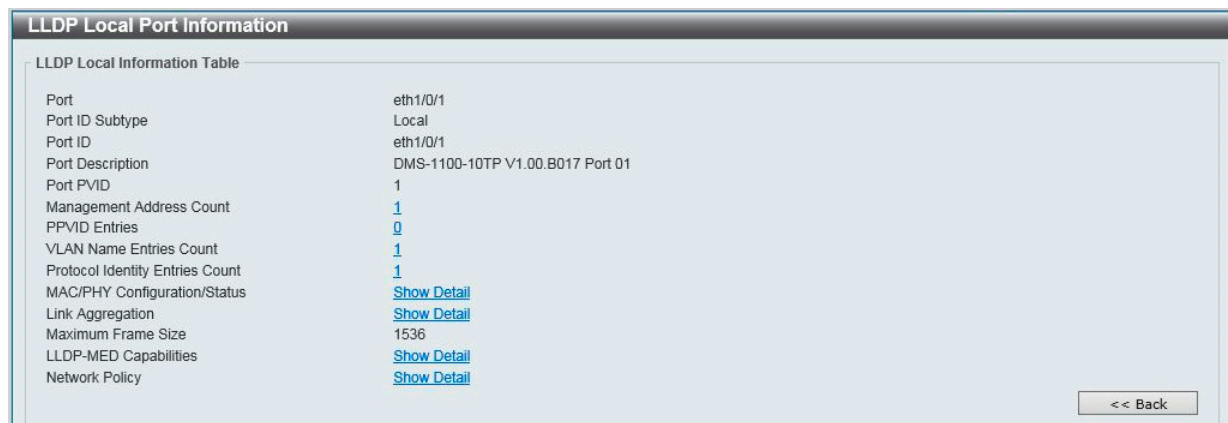 LLDP Local Port Information
LLDP Local Information Table
Port eth1/0/1
Port ID Subtype Local
Port ID eth1/0/1
Port Description DMS-1100-10TP V1.00.B017 Port 01
Port PVID 1
Management Address Count 1
PPVID Entries 0
VLAN Name Entries Count 1
Protocol Identity Entries Count 1
MAC/PHY Configuration/Status Show Detail
Link Aggregation Show Detail
Maximum Frame Size 1536
LLDP-MED Capabilities Show Detail
Network Policy Show Detail
<< Back